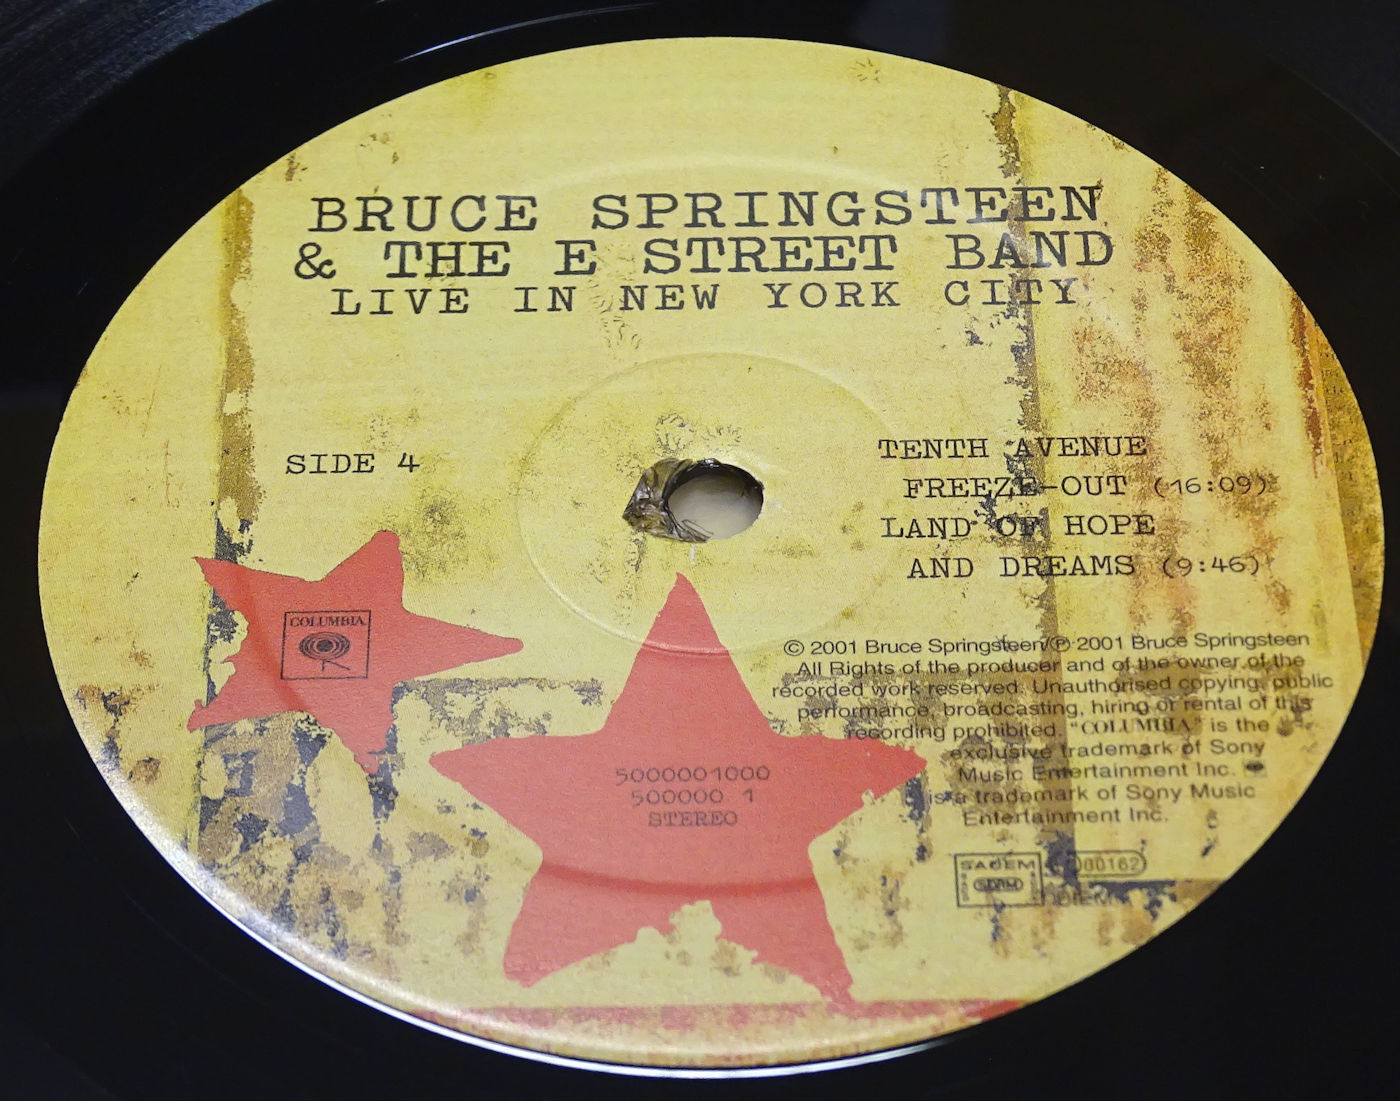 BRUCE SPRINGSTEEN
& THE E STREET BAND
LIVE IN NEW YORK CITY
SIDE 4
TENTH AVENUE
FREEZE-OUT (16:09)
LAND OF HOPE
AND DREAMS (9:46)
COLUMBIA
5000001000
500000 1
STEREO
© 2001 Bruce Springsteen/℗ 2001 Bruce Springsteen
All Rights of the producer and of the owner of the
recorded work reserved. Unauthorised copying, public
performance, broadcasting, hiring or rental of this
recording prohibited. "COLUMBIA" is the
exclusive trademark of Sony
Music Entertainment Inc.
is a trademark of Sony Music
Entertainment Inc.
SACEM 00162
SDRM